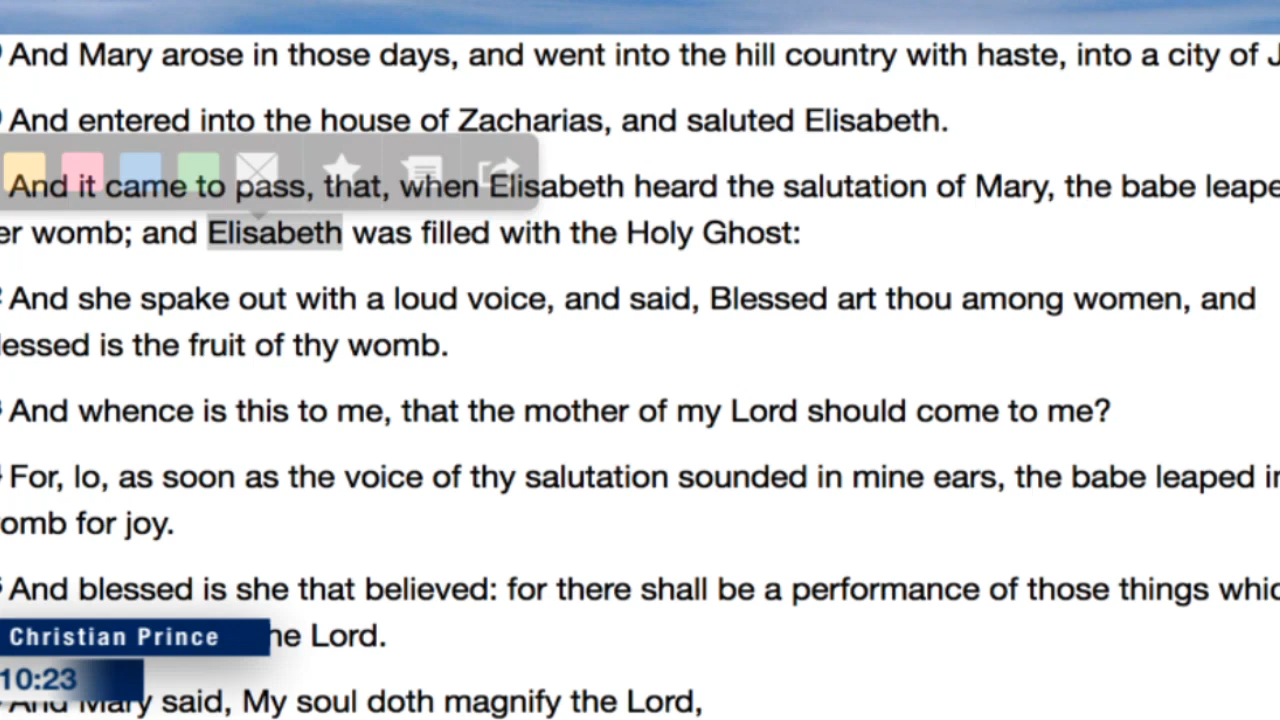 And Mary arose in those days, and went into the hill country with haste, into a city of J
And entered into the house of Zacharias, and saluted Elisabeth.
And it came to pass, that, when Elisabeth heard the salutation of Mary, the babe leape
er womb; and Elisabeth was filled with the Holy Ghost:
And she spake out with a loud voice, and said, Blessed art thou among women, and
lessed is the fruit of thy womb.
And whence is this to me, that the mother of my Lord should come to me?
For, lo, as soon as the voice of thy salutation sounded in mine ears, the babe leaped in
omb for joy.
And blessed is she that believed: for there shall be a performance of those things whic
Christian Prince he Lord.
10:23
And Mary said, My soul doth magnify the Lord,